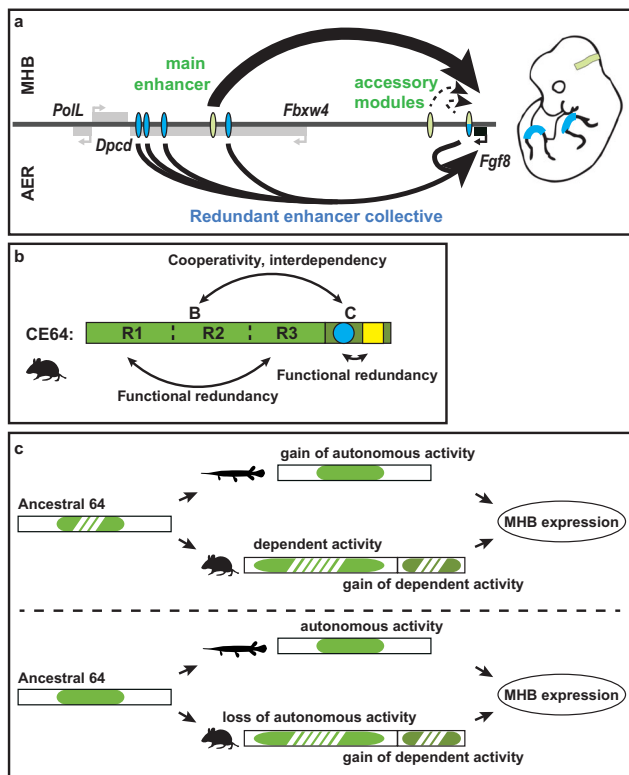 a
MHB
AER
main
enhancer
accessory
modules
PolL
Dpcd
Fbxw4
Fgf8
Redundant enhancer collective
b
Cooperativity, interdependency
B
C
CE64:
R1
R2
R3
Functional redundancy
Functional redundancy
c
gain of autonomous activity
Ancestral 64
MHB expression
dependent activity
gain of dependent activity
autonomous activity
Ancestral 64
MHB expression
loss of autonomous activity
gain of dependent activity